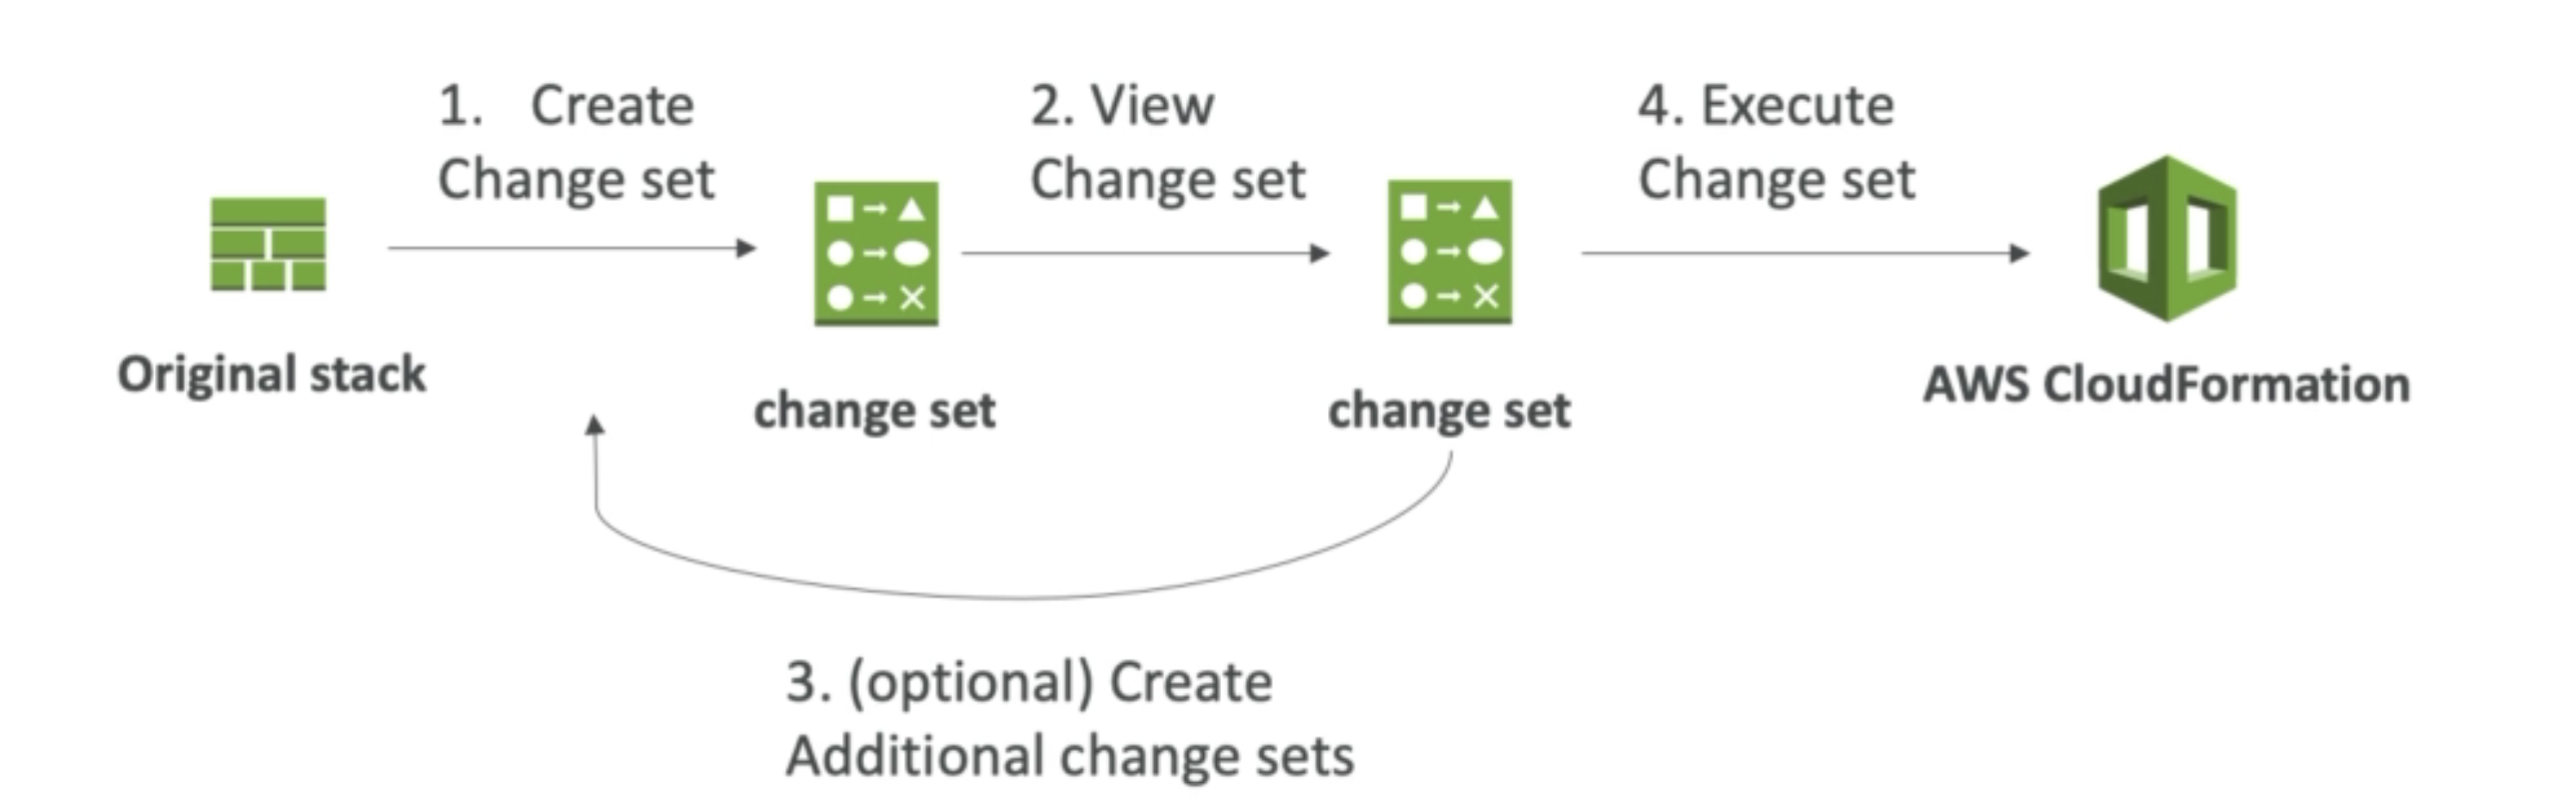 1. Create
Change set
2. View
Change set
4. Execute
Change set
Original stack
change set
change set
AWS CloudFormation
3. (optional) Create
Additional change sets